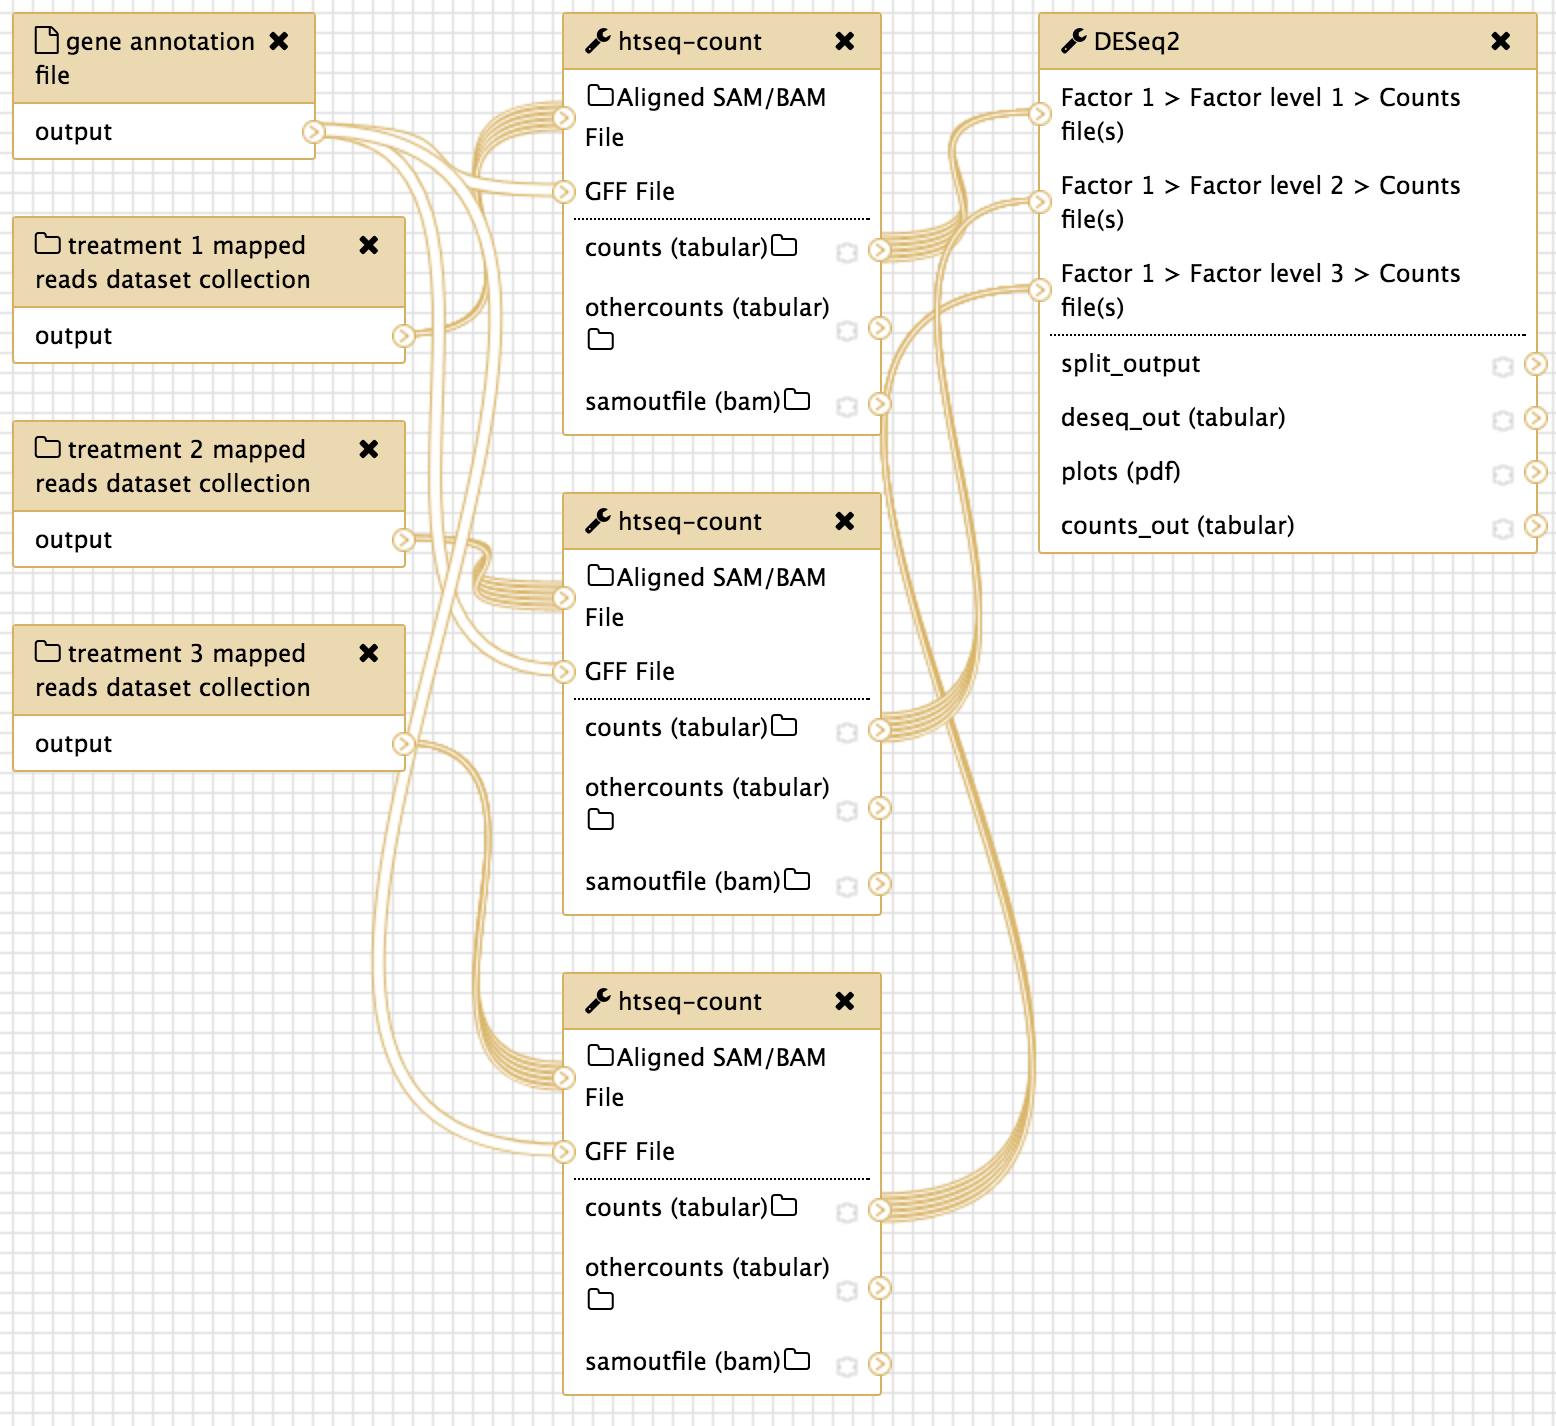 gene annotation
file
output
treatment 1 mapped
reads dataset collection
output
treatment 2 mapped
reads dataset collection
output
treatment 3 mapped
reads dataset collection
output
htseq-count
Aligned SAM/BAM
File
GFF File
counts (tabular)
othercounts (tabular)
samoutfile (bam)
htseq-count
Aligned SAM/BAM
File
GFF File
counts (tabular)
othercounts (tabular)
samoutfile (bam)
htseq-count
Aligned SAM/BAM
File
GFF File
counts (tabular)
othercounts (tabular)
samoutfile (bam)
DESeq2
Factor 1 > Factor level 1 > Counts
file(s)
Factor 1 > Factor level 2 > Counts
file(s)
Factor 1 > Factor level 3 > Counts
file(s)
split_output
deseq_out (tabular)
plots (pdf)
counts_out (tabular)